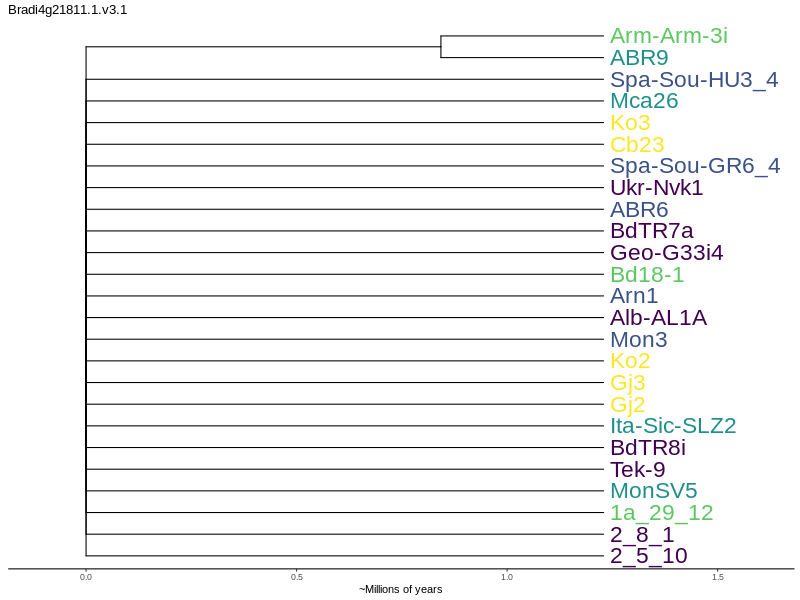 Bradi4g21811.1.v3.1
Arm-Arm-3i
ABR9
Spa-Sou-HU3_4
Mca26
Ko3
Cb23
Spa-Sou-GR6_4
Ukr-Nvk1
ABR6
BdTR7a
Geo-G33i4
Bd18-1
Arn1
Alb-AL1A
Mon3
Ko2
Gj3
Gj2
Ita-Sic-SLZ2
BdTR8i
Tek-9
MonSV5
1a_29_12
2_8_1
2_5_10
0.0 0.5 1.0 1.5
~Millions of years